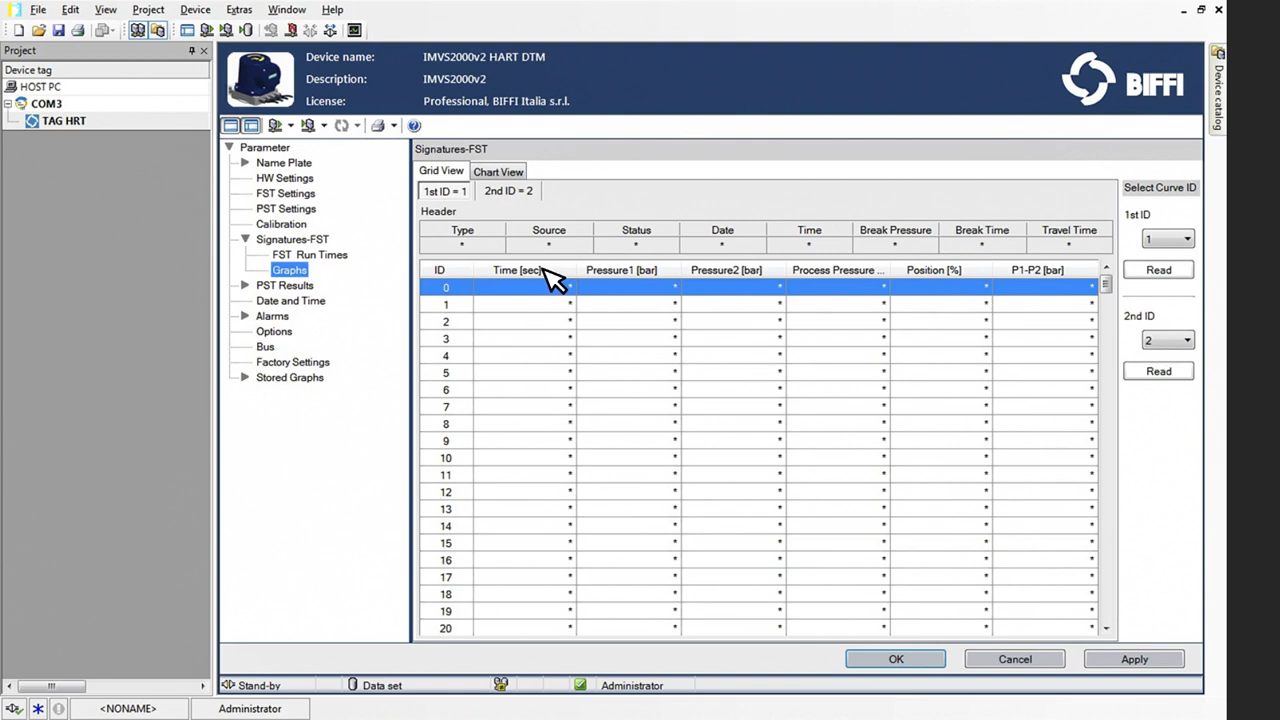 File Edit View Project Device Extras Window Help
Project
Device tag
HOST PC
COM3
TAG HRT
Device name: IMVS2000v2 HART DTM
Description: IMVS2000v2
License: Professional, BIFFI Italia s.r.l.
BIFFI
Device catalog
Parameter
Name Plate
HW Settings
FST Settings
PST Settings
Calibration
Signatures-FST
FST Run Times
Graphs
PST Results
Date and Time
Alarms
Options
Bus
Factory Settings
Stored Graphs
Signatures-FST
Grid View Chart View
1st ID = 1 2nd ID = 2
Header
Type Source Status Date Time Break Pressure Break Time Travel Time
* * * * * * * *
ID Time [sec] Pressure1 [bar] Pressure2 [bar] Process Pressure ... Position [%] P1-P2 [bar]
0 * * * * * *
1 * * * * * *
2 * * * * * *
3 * * * * * *
4 * * * * * *
5 * * * * * *
6 * * * * * *
7 * * * * * *
8 * * * * * *
9 * * * * * *
10 * * * * * *
11 * * * * * *
12 * * * * * *
13 * * * * * *
14 * * * * * *
15 * * * * * *
16 * * * * * *
17 * * * * * *
18 * * * * * *
19 * * * * * *
20 * * * * * *
Select Curve ID
1st ID
1
Read
2nd ID
2
Read
OK Cancel Apply
Stand-by Data set Administrator
<NONAME> Administrator